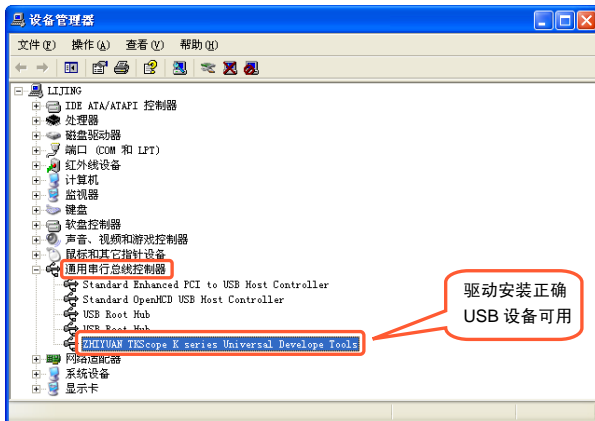 设备管理器
文件(F) 操作(A) 查看(V) 帮助(H)
LIJING
IDE ATA/ATAPI 控制器
处理器
磁盘驱动器
端口 (COM 和 LPT)
红外线设备
计算机
监视器
键盘
软盘控制器
声音、视频和游戏控制器
鼠标和其它指针设备
通用串行总线控制器
Standard Enhanced PCI to USB Host Controller
Standard OpenHCD USB Host Controller
USB Root Hub
USB Root Hub
ZHIYUAN TKScope K series Universal Develope Tools
网络适配器
系统设备
显示卡
驱动安装正确
USB 设备可用